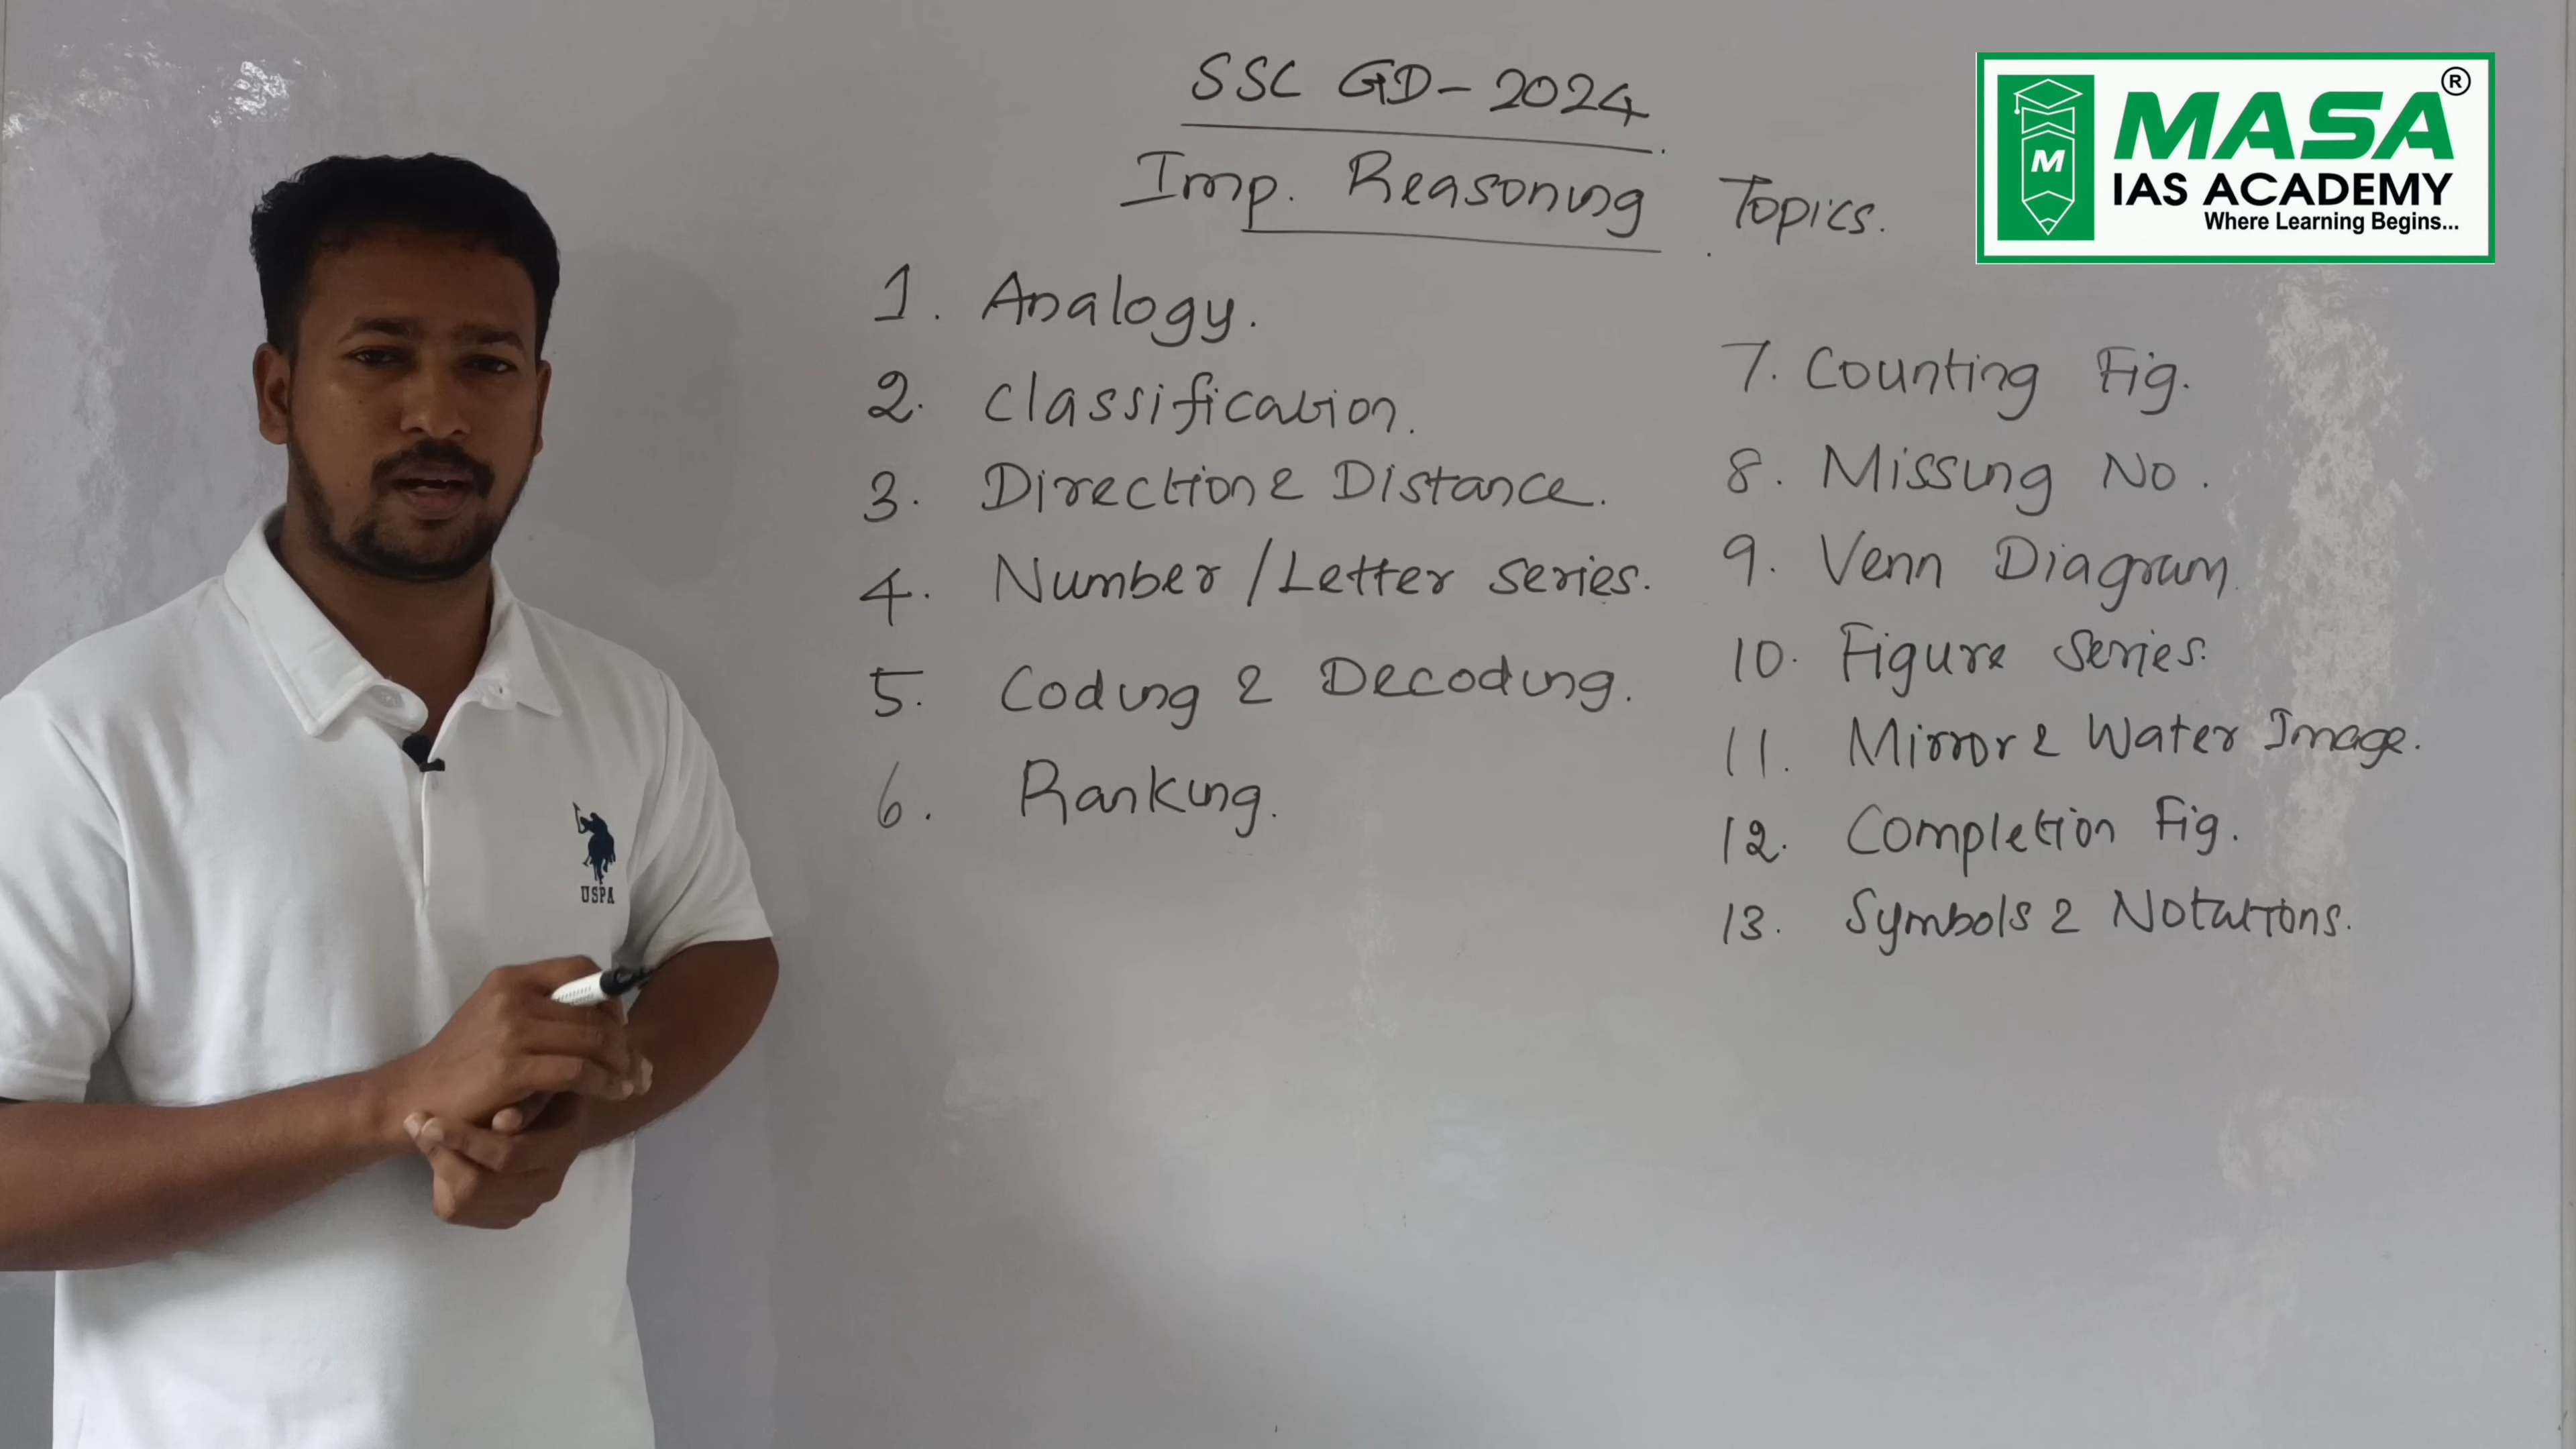 SSC GD-2024
Imp. Reasoning Topics.
1. Analogy.
2. Classification.
3. Direction & Distance.
4. Number/Letter series.
5. Coding & Decoding.
6. Ranking.
7. Counting Fig.
8. Missing No.
9. Venn Diagram
10. Figure Series.
11. Mirror & Water Image.
12. Completion Fig.
13. Symbols & Notations.
MASA®
IAS ACADEMY
Where Learning Begins...
M
USPA